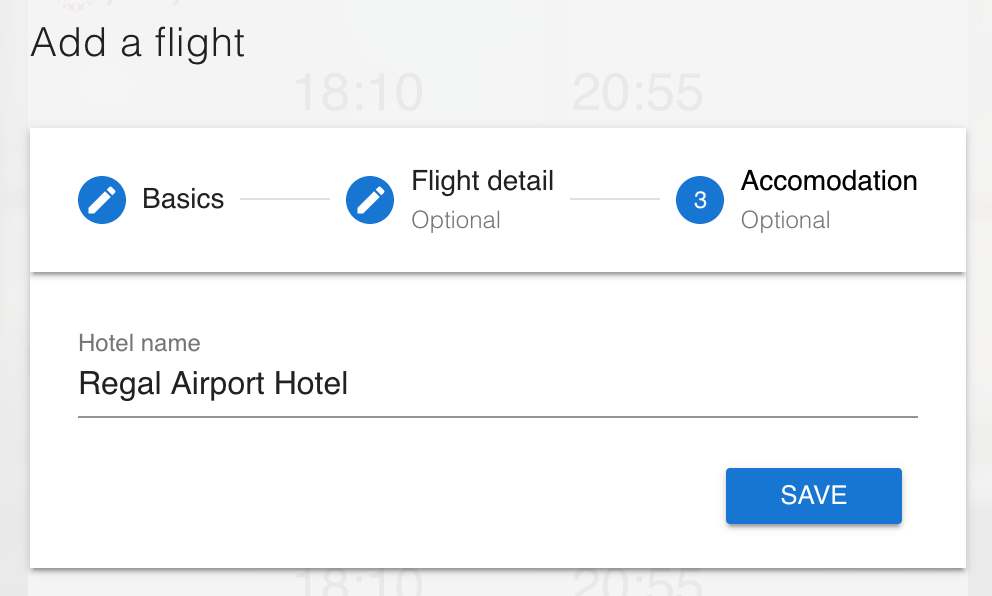 Add a flight
18:10 20:55
Basics
Flight detail
Optional
3
Accomodation
Optional
Hotel name
Regal Airport Hotel
SAVE
18:10 20:55